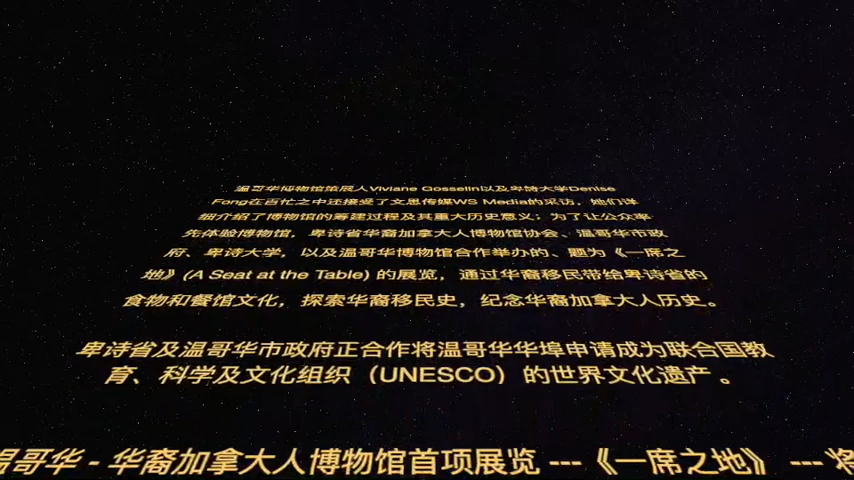 温哥华博物馆策展人Viviane Gosselin以及卑诗大学Denise
Fong在百忙之中还接受了文思传媒WS Media的采访，她们详
细介绍了博物馆的筹建过程及其重大历史意义；为了让公众率
先体验博物馆，卑诗省华裔加拿大人博物馆协会、温哥华市政
府、卑诗大学，以及温哥华博物馆合作举办的、题为《一席之
地》(A Seat at the Table) 的展览，通过华裔移民带给卑诗省的
食物和餐馆文化，探索华裔移民史，纪念华裔加拿大人历史。
卑诗省及温哥华市政府正合作将温哥华华埠申请成为联合国教
育、科学及文化组织（UNESCO）的世界文化遗产。
温哥华 - 华裔加拿大人博物馆首项展览 ---《一席之地》 --- 将